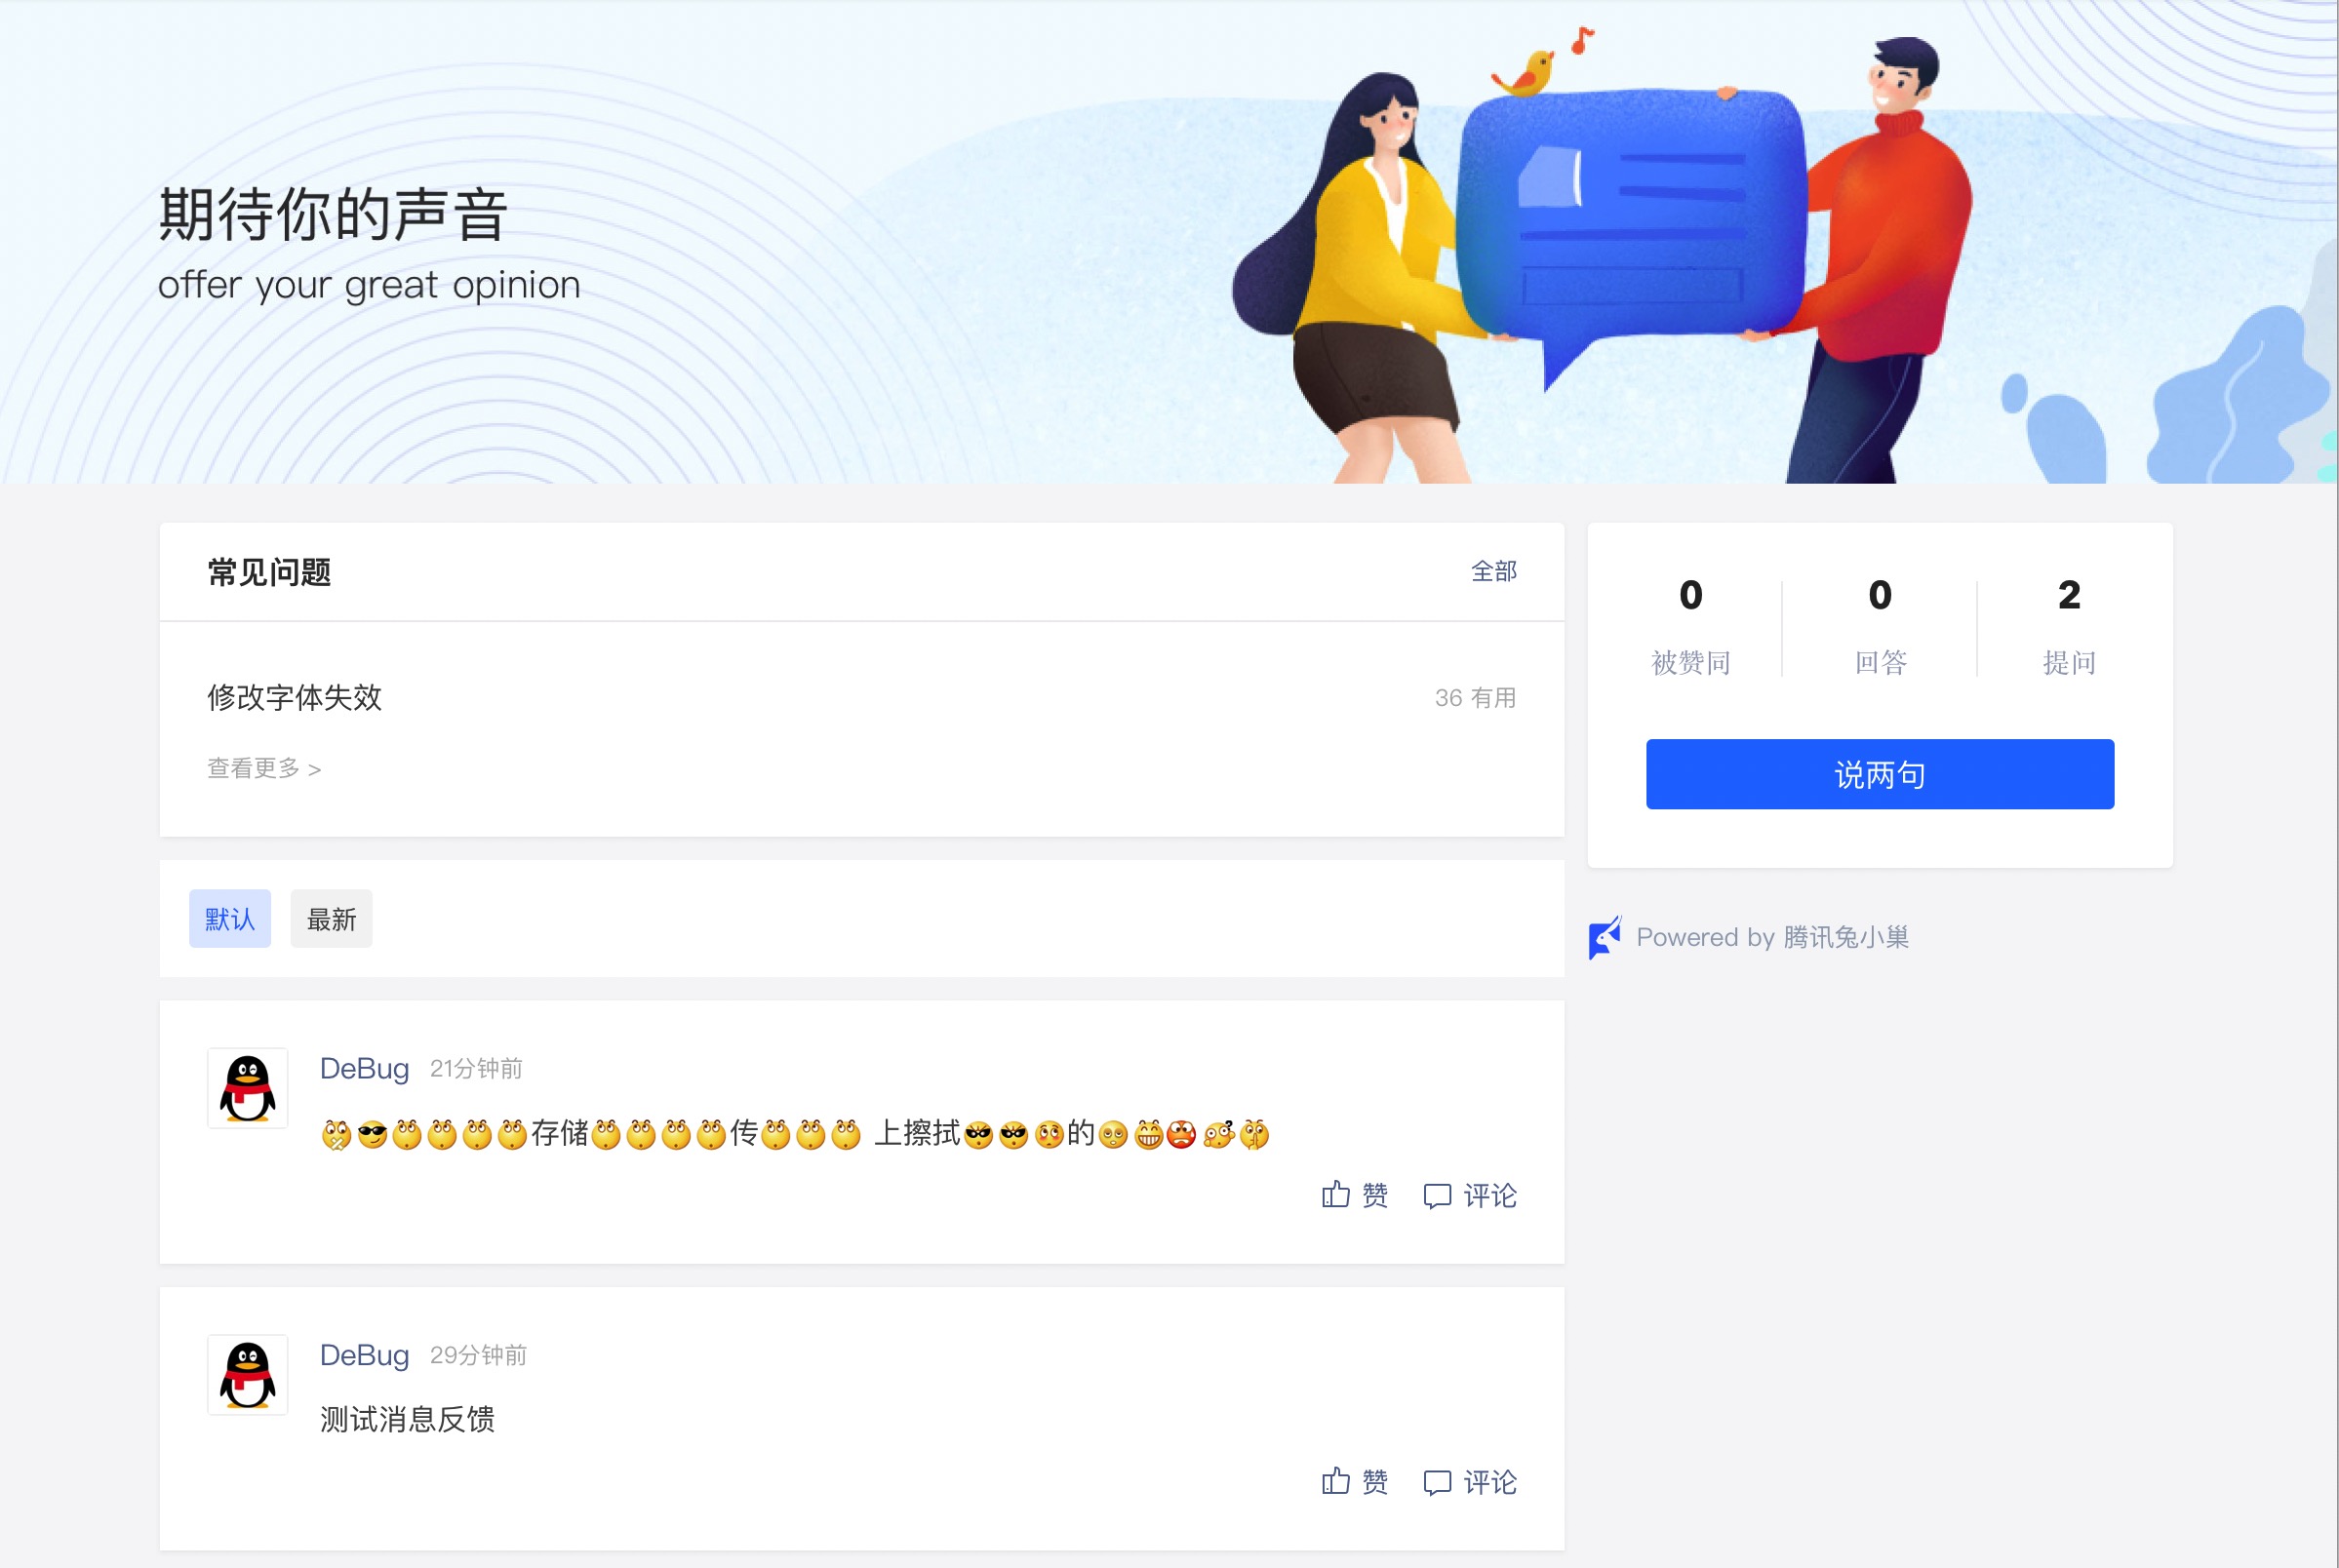 期待你的声音
offer your great opinion
常见问题
全部
修改字体失效
36 有用
查看更多 >
0
0
2
被赞同
回答
提问
说两句
默认
最新
Powered by 腾讯兔小巢
DeBug 21分钟前
存储 传 上擦拭 的
赞 评论
DeBug 29分钟前
测试消息反馈
赞 评论